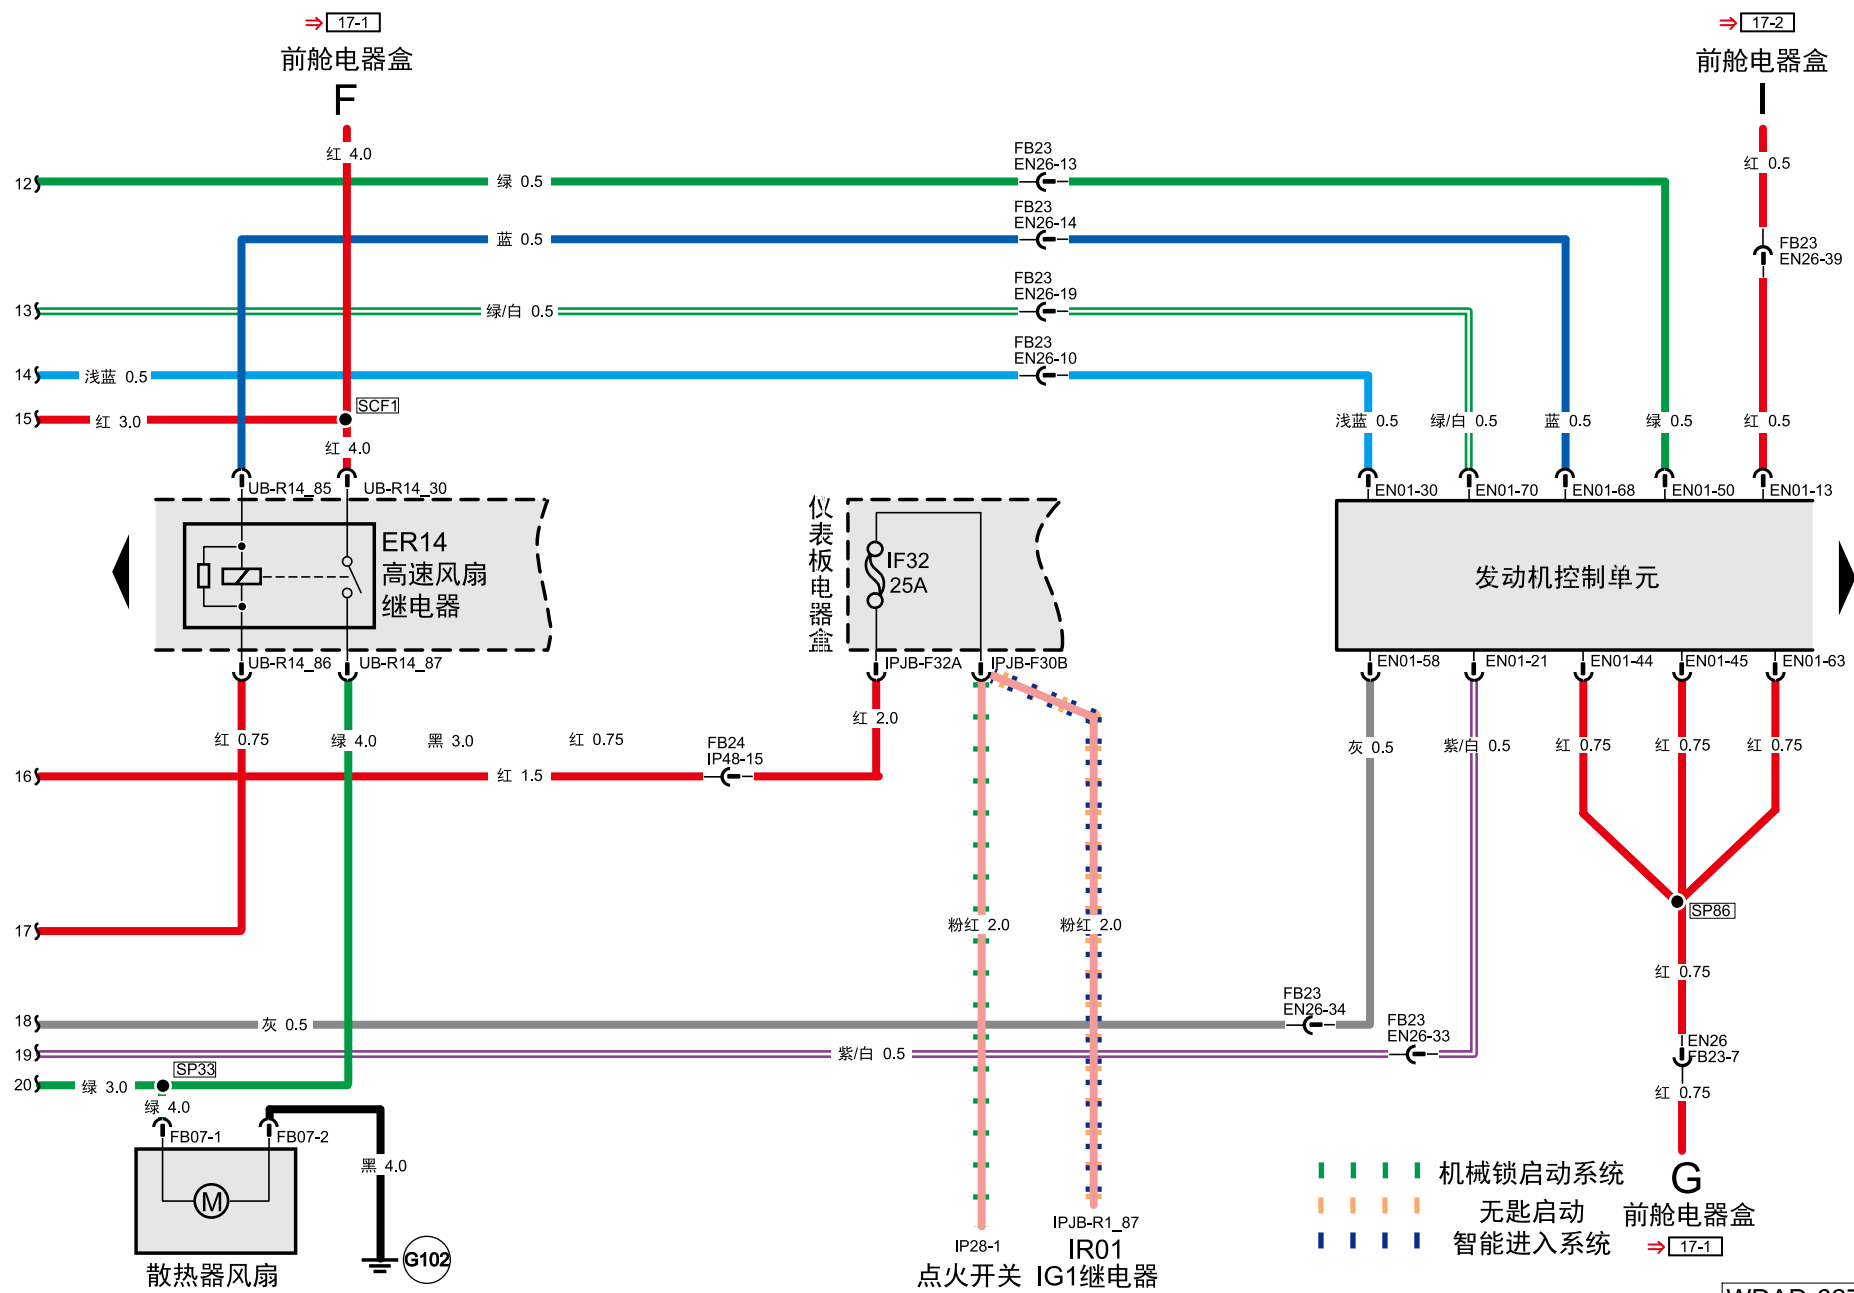 17-1
前舱电器盒
F
17-2
前舱电器盒
I
红 4.0
FB23
EN26-13
红 0.5
12
绿 0.5
FB23
EN26-14
蓝 0.5
FB23
EN26-39
FB23
EN26-19
13
绿/白 0.5
FB23
EN26-10
14
浅蓝 0.5
SCF1
15
红 3.0
浅蓝 0.5
绿/白 0.5
蓝 0.5
绿 0.5
红 0.5
红 4.0
UB-R14_85
UB-R14_30
EN01-30
EN01-70
EN01-68
EN01-50
EN01-13
ER14
高速风扇
继电器
仪表板电器盒
IF32
25A
发动机控制单元
UB-R14_86
UB-R14_87
IPJB-F32A
IPJB-F30B
EN01-58
EN01-21
EN01-44
EN01-45
EN01-63
红 2.0
红 0.75
绿 4.0
黑 3.0
红 0.75
FB24
IP48-15
灰 0.5
紫/白 0.5
红 0.75
红 0.75
红 0.75
16
红 1.5
SP86
17
粉红 2.0
粉红 2.0
红 0.75
FB23
EN26-34
18
灰 0.5
FB23
EN26-33
EN26
FB23-7
19
紫/白 0.5
SP33
20
绿 3.0
绿 4.0
红 0.75
FB07-1
FB07-2
黑 4.0
M
机械锁启动系统
无匙启动
智能进入系统
G
前舱电器盒
17-1
IPJB-R1_87
IR01
IG1继电器
IP28-1
点火开关
G102
散热器风扇